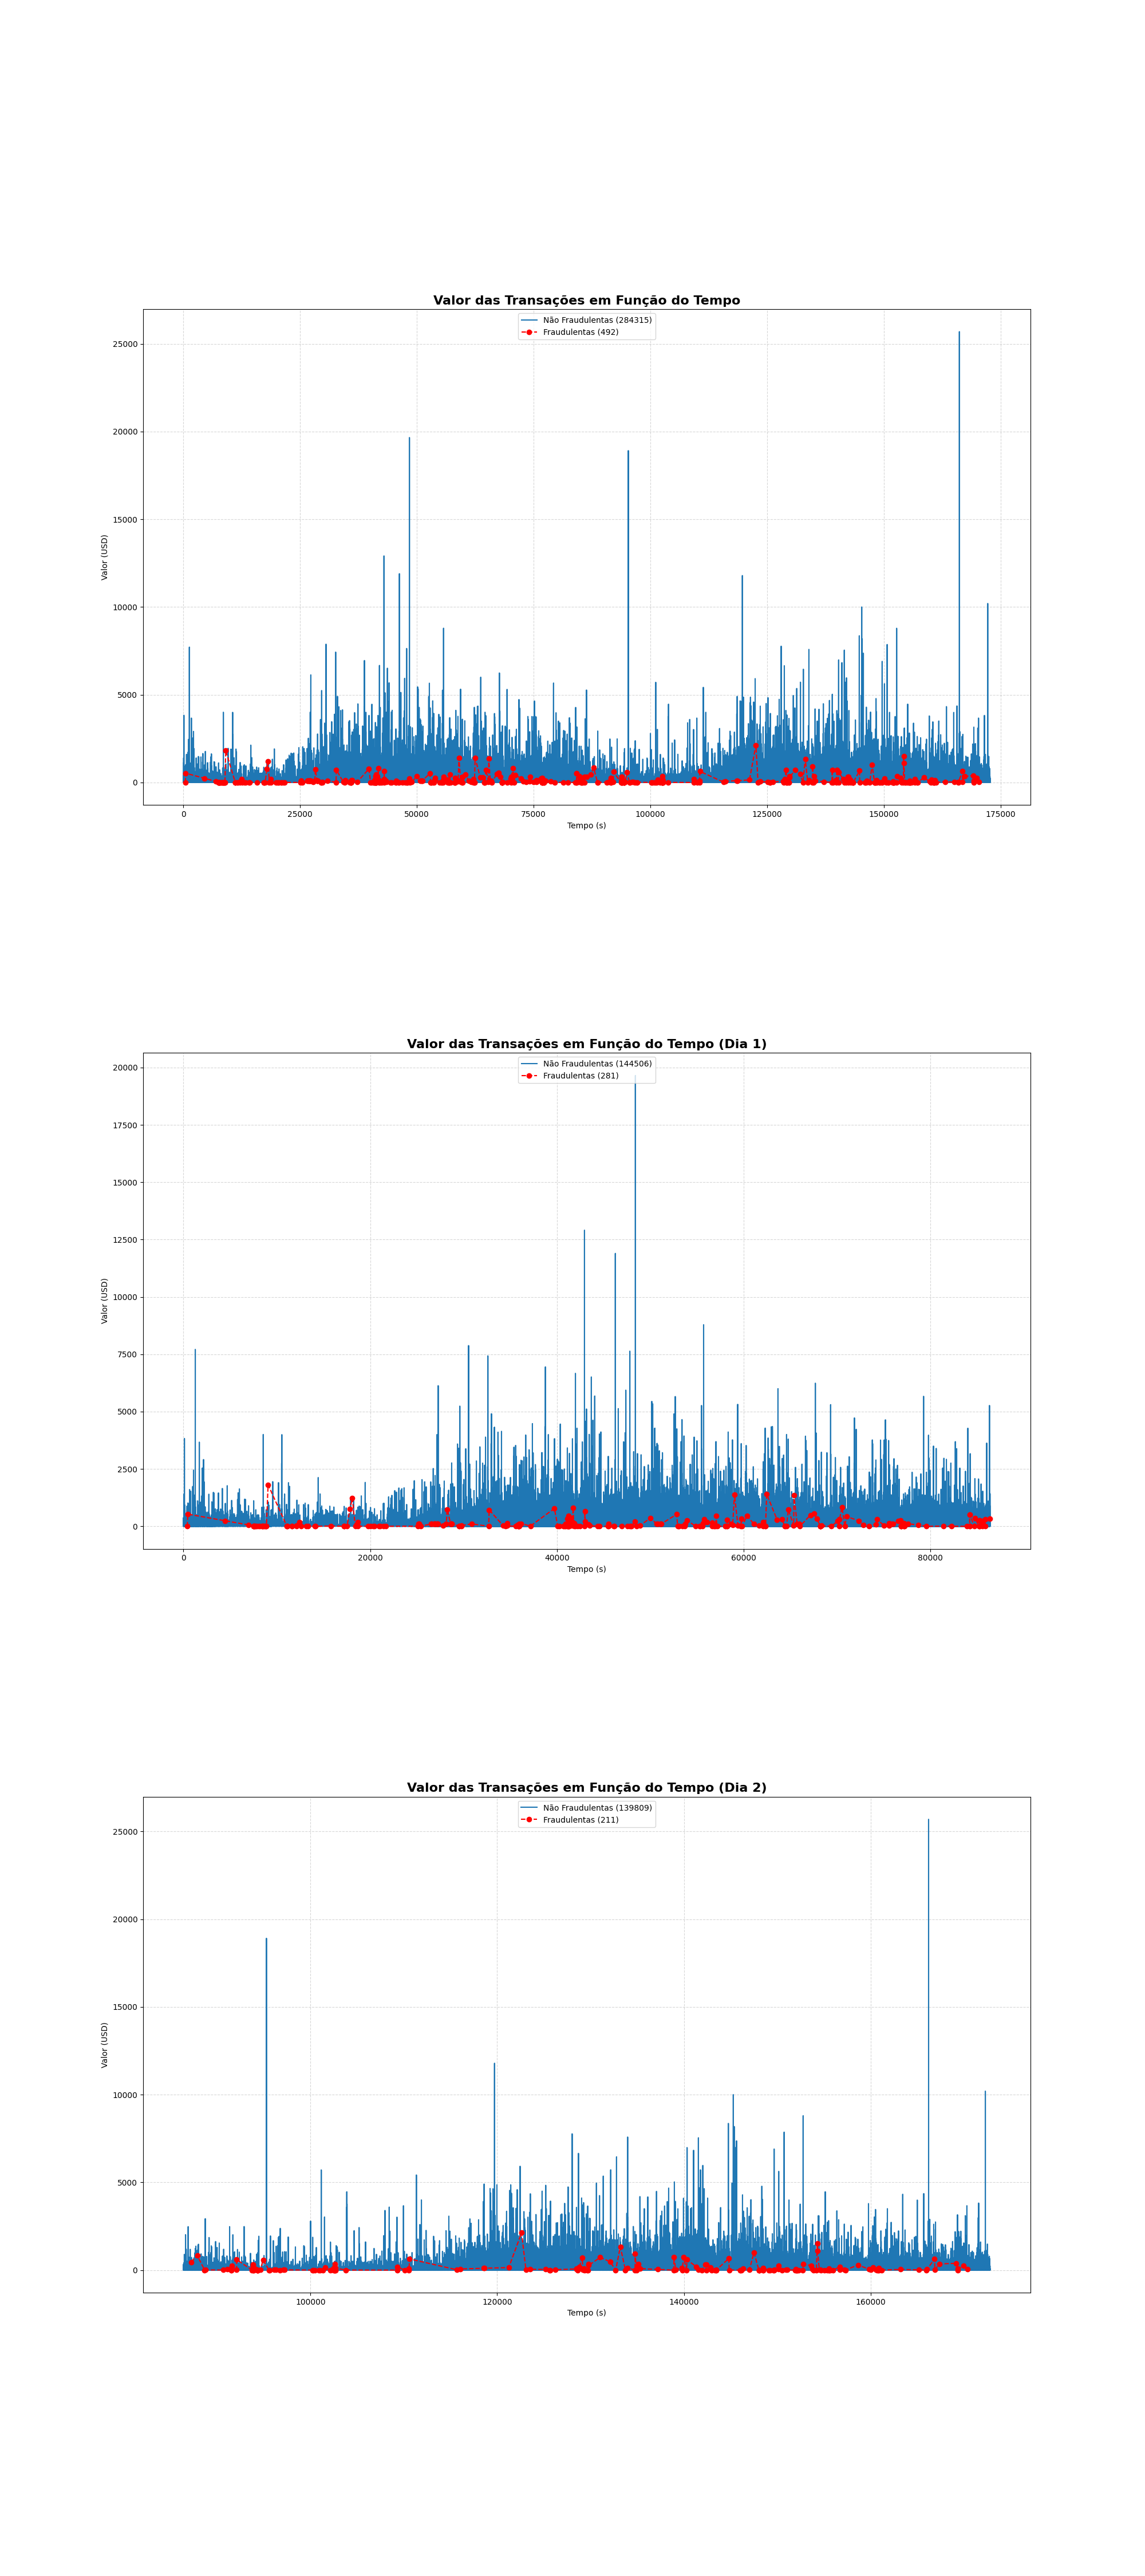 Valor das Transações em Função do Tempo
Não Fraudulentas (284315)
Fraudulentas (492)
25000
20000
15000
10000
5000
0
Valor (USD)
0 25000 50000 75000 100000 125000 150000 175000
Tempo (s)
Valor das Transações em Função do Tempo (Dia 1)
Não Fraudulentas (144506)
Fraudulentas (281)
20000
17500
15000
12500
10000
7500
5000
2500
0
Valor (USD)
0 20000 40000 60000 80000
Tempo (s)
Valor das Transações em Função do Tempo (Dia 2)
Não Fraudulentas (139809)
Fraudulentas (211)
25000
20000
15000
10000
5000
0
Valor (USD)
100000 120000 140000 160000
Tempo (s)